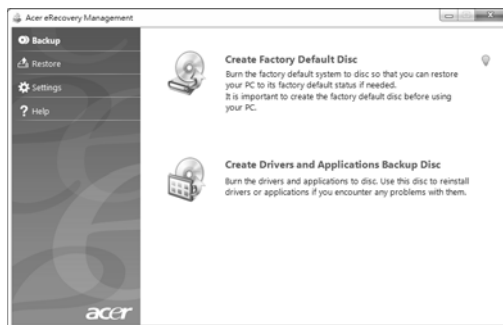 Acer eRecovery Management
Backup
Restore
Settings
Help
Create Factory Default Disc
Burn the factory default system to disc so that you can restore
your PC to its factory default status if needed.
It is important to create the factory default disc before using
your PC.
Create Drivers and Applications Backup Disc
Burn the drivers and applications to disc. Use this disc to reinstall
drivers or applications if you encounter any problems with them.
acer